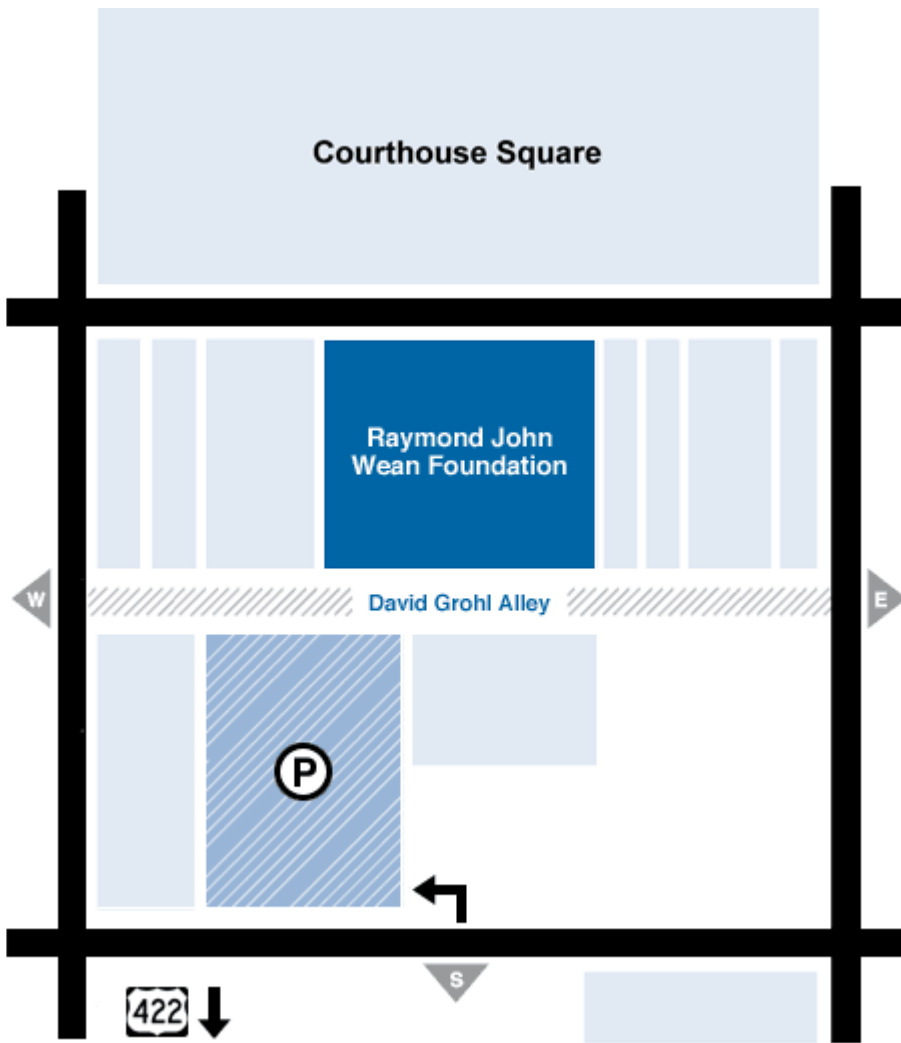 Courthouse Square
Raymond John
Wean Foundation
W
David Grohl Alley
E
P
S
422